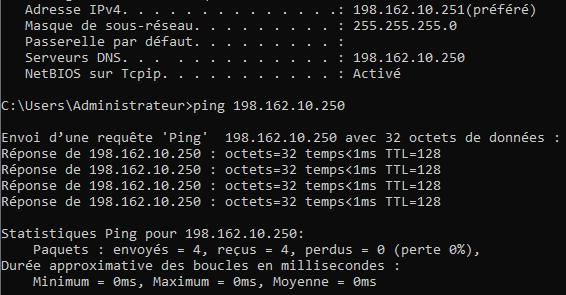 Adresse IPv4. . . . . . . . . . . . . .: 198.162.10.251(préféré)
Masque de sous-réseau. . . . . . . . . : 255.255.255.0
Passerelle par défaut. . . . . . . . . :
Serveurs DNS. . . . . . . . . . . . . : 198.162.10.250
NetBIOS sur Tcpip. . . . . . . . . . . : Activé
C:\Users\Administrateur>ping 198.162.10.250
Envoi d’une requête 'Ping'  198.162.10.250 avec 32 octets de données :
Réponse de 198.162.10.250 : octets=32 temps<1ms TTL=128
Réponse de 198.162.10.250 : octets=32 temps<1ms TTL=128
Réponse de 198.162.10.250 : octets=32 temps<1ms TTL=128
Réponse de 198.162.10.250 : octets=32 temps<1ms TTL=128
Statistiques Ping pour 198.162.10.250:
Paquets : envoyés = 4, reçus = 4, perdus = 0 (perte 0%),
Durée approximative des boucles en millisecondes :
Minimum = 0ms, Maximum = 0ms, Moyenne = 0ms